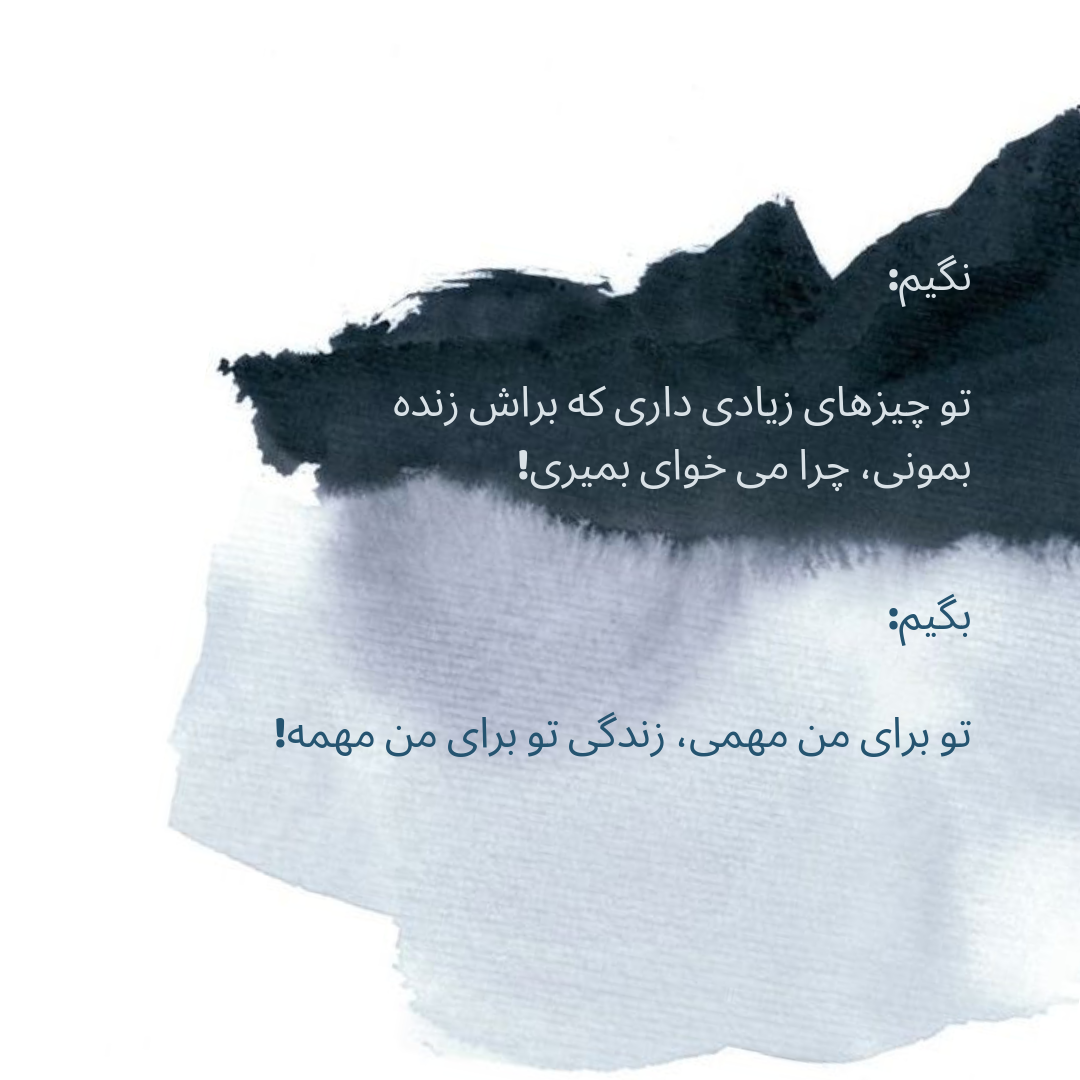 نگیم:
تو چیزهای زیادی داری که براش زنده
بمونی، چرا می خوای بمیری!
بگیم:
تو برای من مهمی، زندگی تو برای من مهمه!